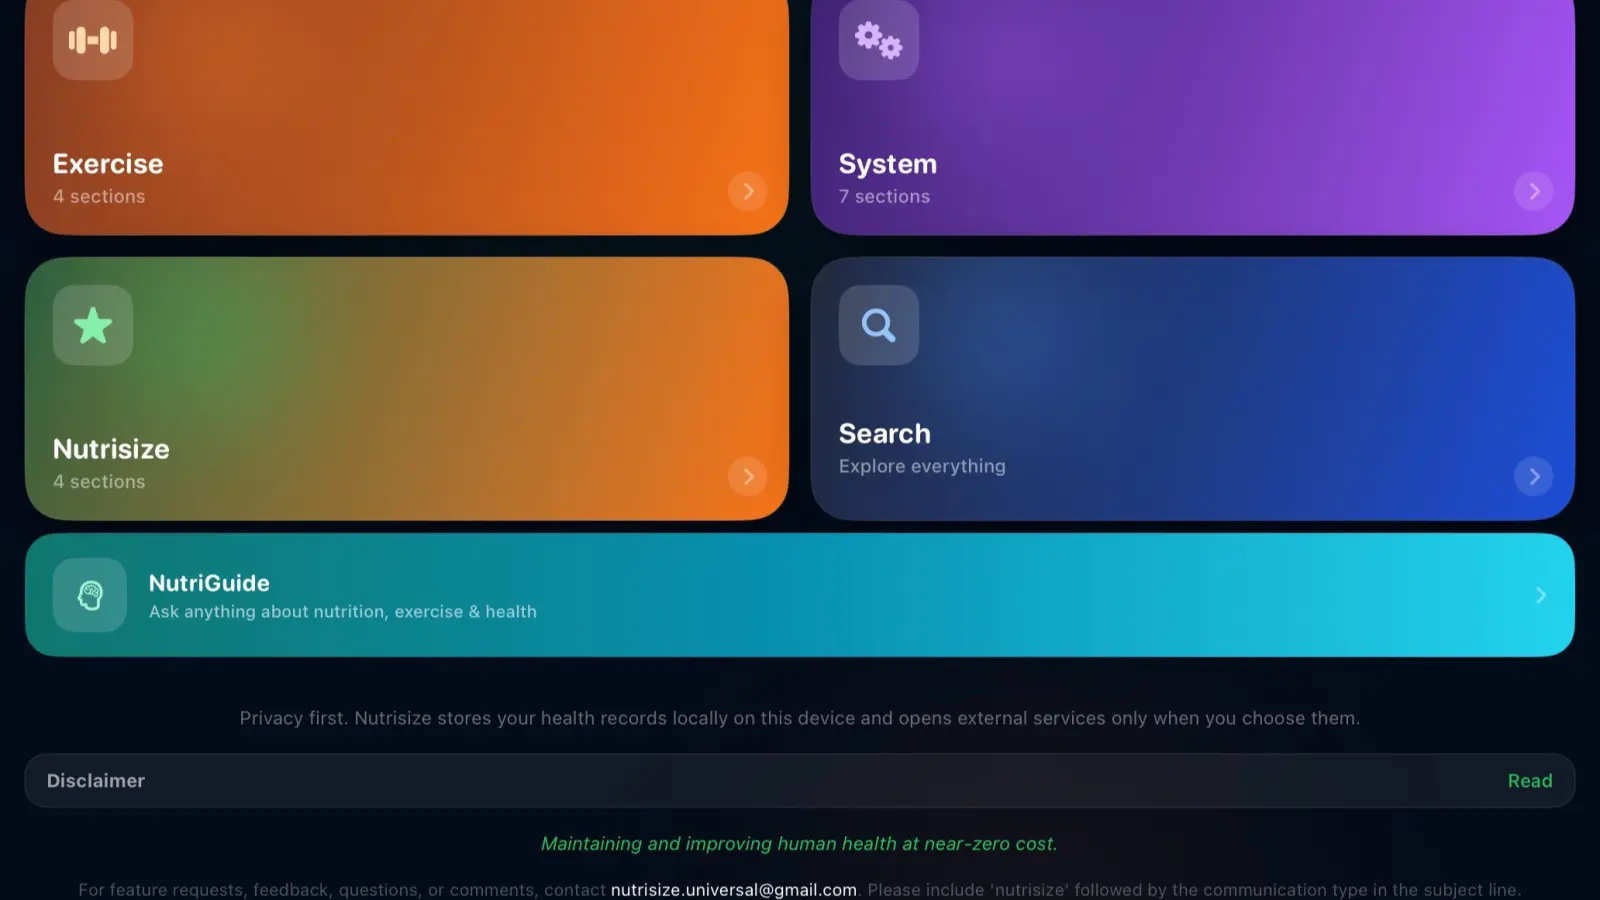 Exercise
4 sections
System
7 sections
Nutrisize
4 sections
Search
Explore everything
NutriGuide
Ask anything about nutrition, exercise & health
Privacy first. Nutrisize stores your health records locally on this device and opens external services only when you choose them.
Disclaimer
Read
Maintaining and improving human health at near-zero cost.
For feature requests, feedback, questions, or comments, contact nutrisize.universal@gmail.com. Please include 'nutrisize' followed by the communication type in the subject line.